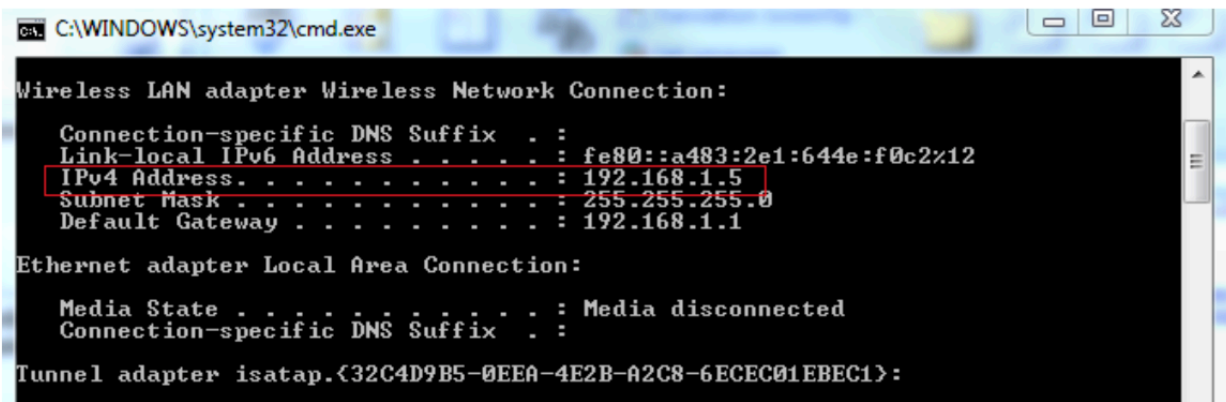 C:\WINDOWS\system32\cmd.exe
Wireless LAN adapter Wireless Network Connection:
Connection-specific DNS Suffix . :
Link-local IPv6 Address . . . . . : fe80::a483:2e1:644e:f0c2%12
IPv4 Address. . . . . . . . . . . : 192.168.1.5
Subnet Mask . . . . . . . . . . . : 255.255.255.0
Default Gateway . . . . . . . . . : 192.168.1.1
Ethernet adapter Local Area Connection:
Media State . . . . . . . . . . . : Media disconnected
Connection-specific DNS Suffix . :
Tunnel adapter isatap.{32C4D9B5-0EEA-4E2B-A2C8-6ECEC01EBEC1}: